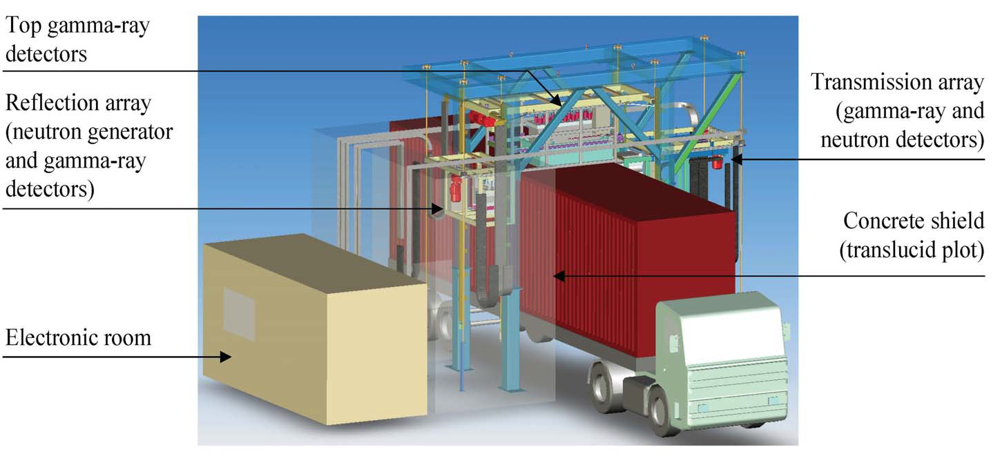 Top gamma-ray
detectors
Reflection array
(neutron generator
and gamma-ray
detectors)
Electronic room
Transmission array
(gamma-ray and
neutron detectors)
Concrete shield
(translucid plot)